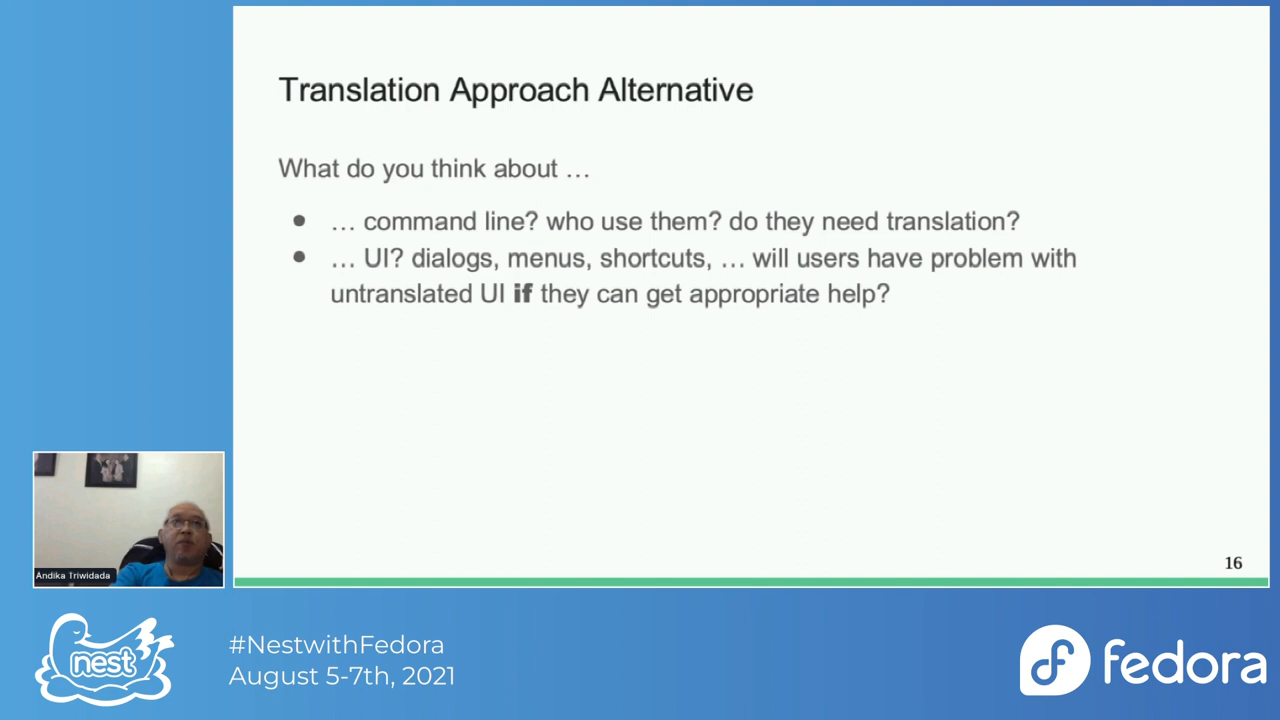 Translation Approach Alternative
What do you think about …
● … command line? who use them? do they need translation?
● … UI? dialogs, menus, shortcuts, … will users have problem with
untranslated UI if they can get appropriate help?
16
Andika Triwidada
nest
#NestwithFedora
August 5-7th, 2021
fedora